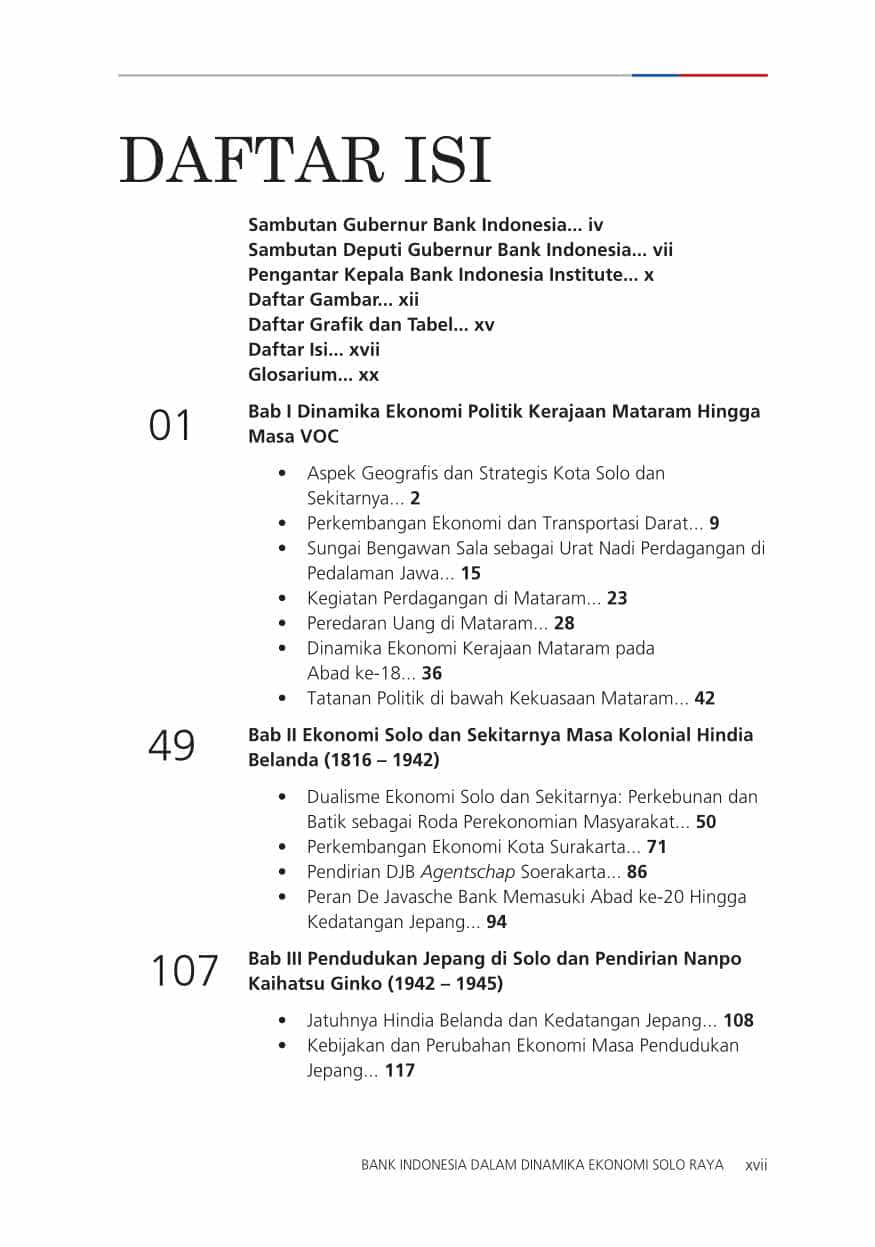 DAFTAR ISI
Sambutan Gubernur Bank Indonesia... iv
Sambutan Deputi Gubernur Bank Indonesia... vii
Pengantar Kepala Bank Indonesia Institute... x
Daftar Gambar... xii
Daftar Grafik dan Tabel... xv
Daftar Isi... xvii
Glosarium... xx
01
Bab I Dinamika Ekonomi Politik Kerajaan Mataram Hingga
Masa VOC
• Aspek Geografis dan Strategis Kota Solo dan
Sekitarnya... 2
• Perkembangan Ekonomi dan Transportasi Darat... 9
• Sungai Bengawan Sala sebagai Urat Nadi Perdagangan di
Pedalaman Jawa... 15
• Kegiatan Perdagangan di Mataram... 23
• Peredaran Uang di Mataram... 28
• Dinamika Ekonomi Kerajaan Mataram pada
Abad ke-18... 36
• Tatanan Politik di bawah Kekuasaan Mataram... 42
49
Bab II Ekonomi Solo dan Sekitarnya Masa Kolonial Hindia
Belanda (1816 – 1942)
• Dualisme Ekonomi Solo dan Sekitarnya: Perkebunan dan
Batik sebagai Roda Perekonomian Masyarakat... 50
• Perkembangan Ekonomi Kota Surakarta... 71
• Pendirian DJB Agentschap Soerakarta... 86
• Peran De Javasche Bank Memasuki Abad ke-20 Hingga
Kedatangan Jepang... 94
107
Bab III Pendudukan Jepang di Solo dan Pendirian Nanpo
Kaihatsu Ginko (1942 – 1945)
• Jatuhnya Hindia Belanda dan Kedatangan Jepang... 108
• Kebijakan dan Perubahan Ekonomi Masa Pendudukan
Jepang... 117
BANK INDONESIA DALAM DINAMIKA EKONOMI SOLO RAYA xvii